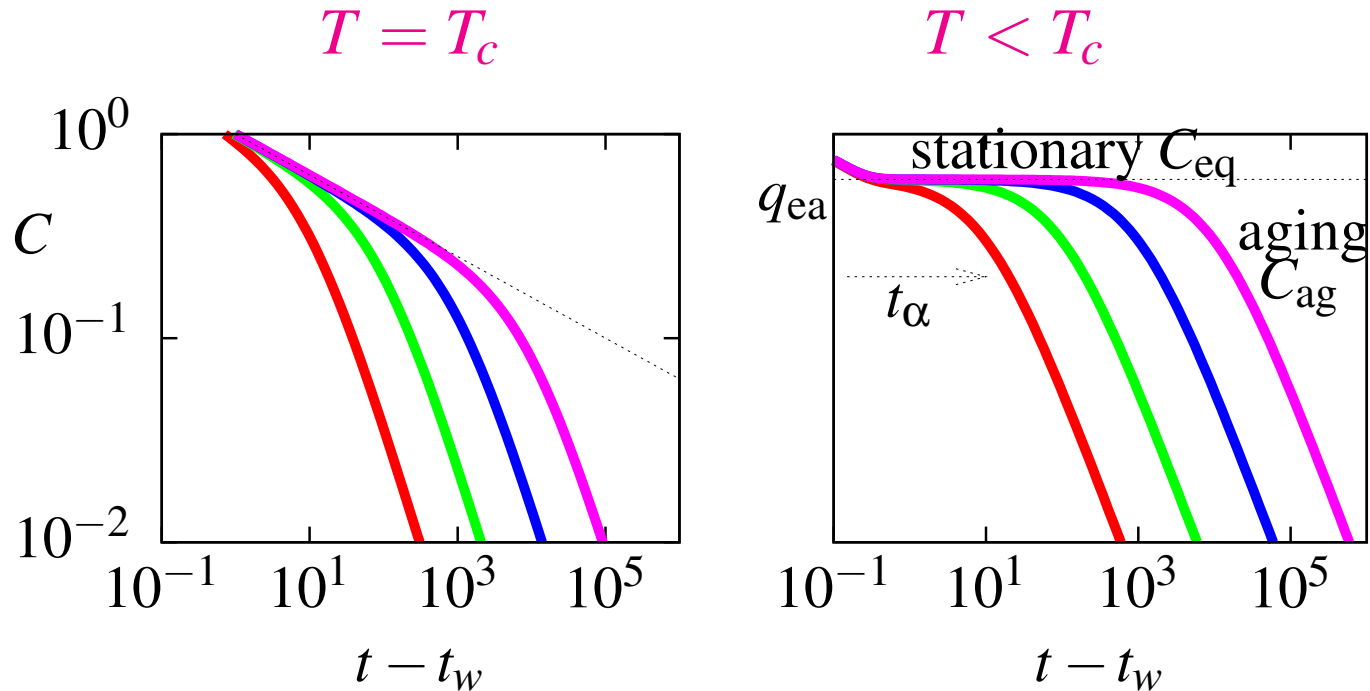 T = T_c
T < T_c
10^0
C
10^{-1}
10^{-2}
10^{-1} 10^1 10^3 10^5
t − t_w
stationary C_eq
q_ea
aging
C_ag
t_α
10^{-1} 10^1 10^3 10^5
t − t_w